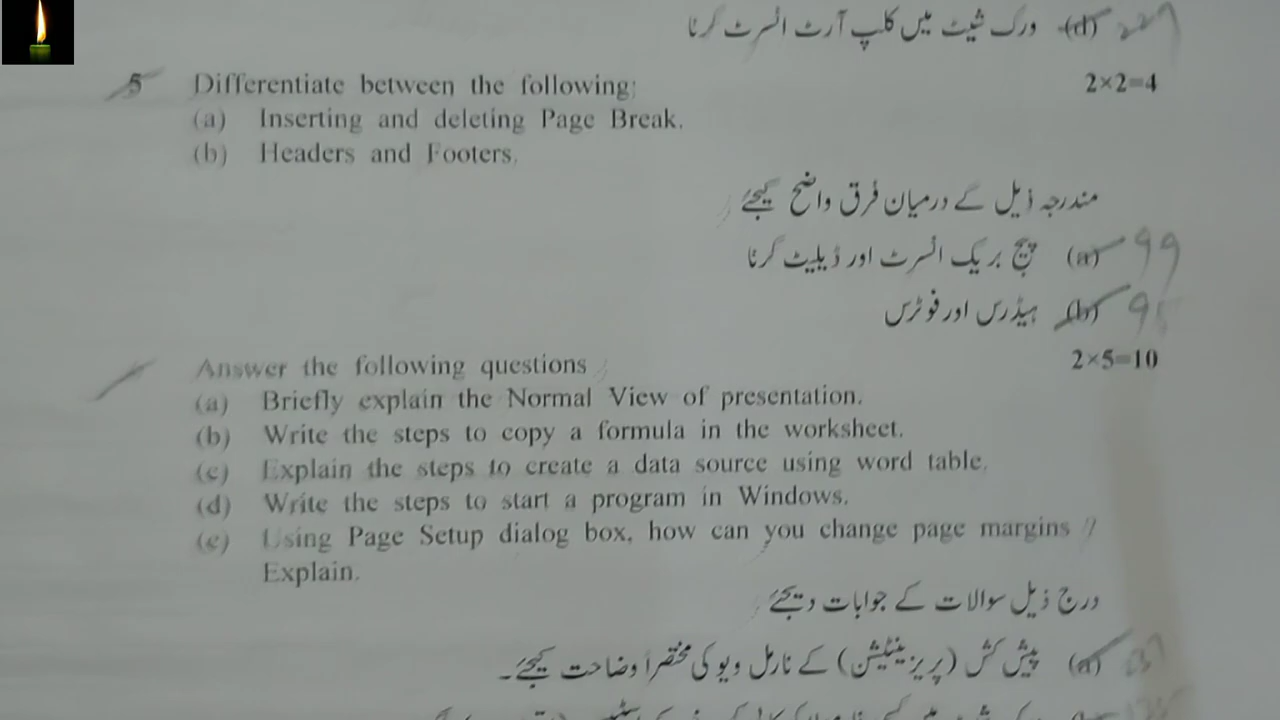 (d) ورک شیٹ میں کلپ آرٹ انسرٹ کرنا
5 Differentiate between the following: 2×2=4
(a) Inserting and deleting Page Break.
(b) Headers and Footers.
مندرجہ ذیل کے درمیان فرق واضح کیجئے
(a) پیج بریک انسرٹ اور ڈیلیٹ کرنا 99
(b) ہیڈرس اور فوٹرس
Answer the following questions 2×5=10
(a) Briefly explain the Normal View of presentation.
(b) Write the steps to copy a formula in the worksheet.
(c) Explain the steps to create a data source using word table.
(d) Write the steps to start a program in Windows.
(e) Using Page Setup dialog box, how can you change page margins ?
Explain.
درج ذیل سوالات کے جوابات دیجئے
(a) پیش کش (پریزینٹیشن) کے نارمل ویو کی مختصراً وضاحت کیجئے۔